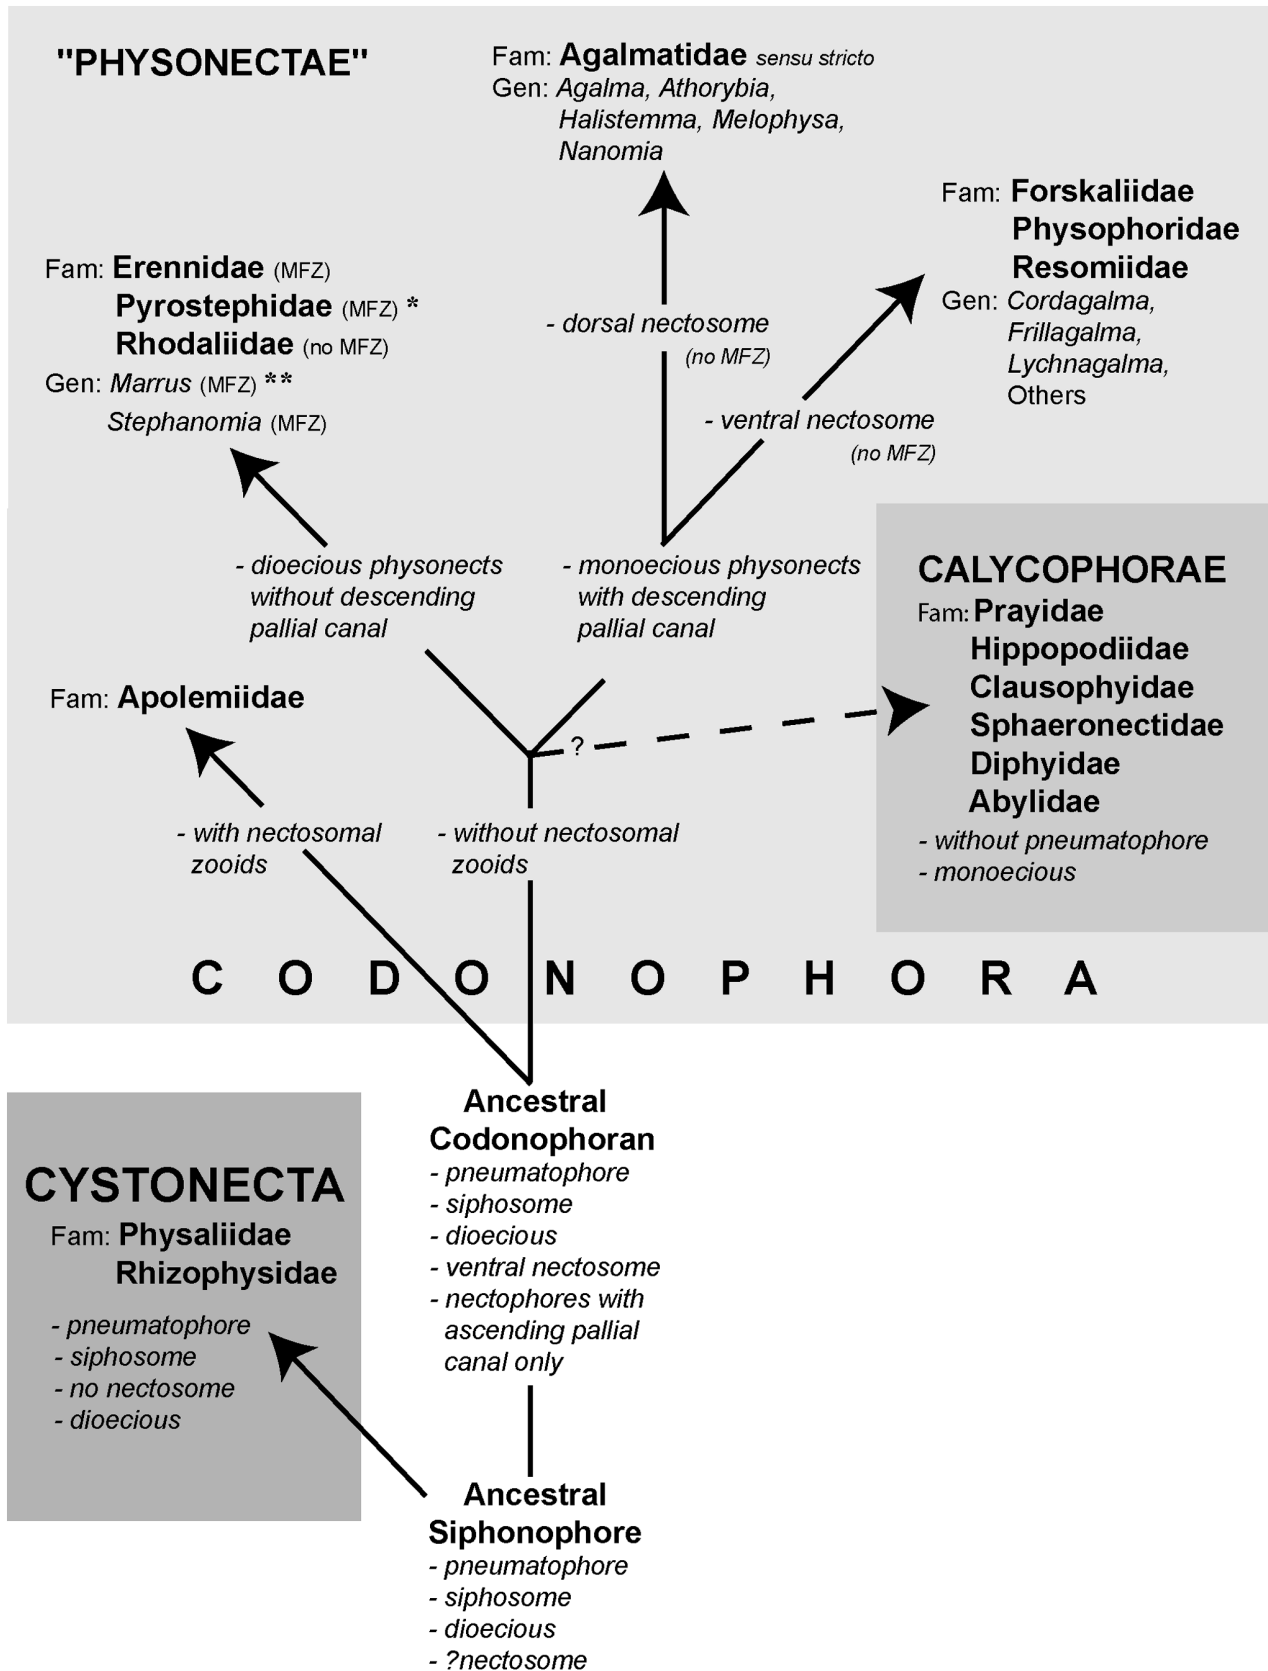 "PHYSONECTAE"
Fam: Agalmatidae sensu stricto
Gen: Agalma, Athorybia,
Halistemma, Melophysa,
Nanomia
Fam: Forskaliidae
Physophoridae
Resomiidae
Gen: Cordagalma,
Frillagalma,
Lychnagalma,
Others
Fam: Erennidae (MFZ)
Pyrostephidae (MFZ) *
Rhodaliidae (no MFZ)
Gen: Marrus (MFZ) **
Stephanomia (MFZ)
- dorsal nectosome
(no MFZ)
- ventral nectosome
(no MFZ)
- dioecious physonects
without descending
pallial canal
- monoecious physonects
with descending
pallial canal
CALYCOPHORAE
Fam: Prayidae
Hippopodiidae
Clausophyidae
Sphaeronectidae
Diphyidae
Abylidae
- without pneumatophore
- monoecious
Fam: Apolemiidae
?
- with nectosomal
zooids
- without nectosomal
zooids
CODONOPHORA
Ancestral
Codonophoran
- pneumatophore
- siphosome
- dioecious
- ventral nectosome
- nectophores with
ascending pallial
canal only
CYSTONECTA
Fam: Physaliidae
Rhizophysidae
- pneumatophore
- siphosome
- no nectosome
- dioecious
Ancestral
Siphonophore
- pneumatophore
- siphosome
- dioecious
- ?nectosome